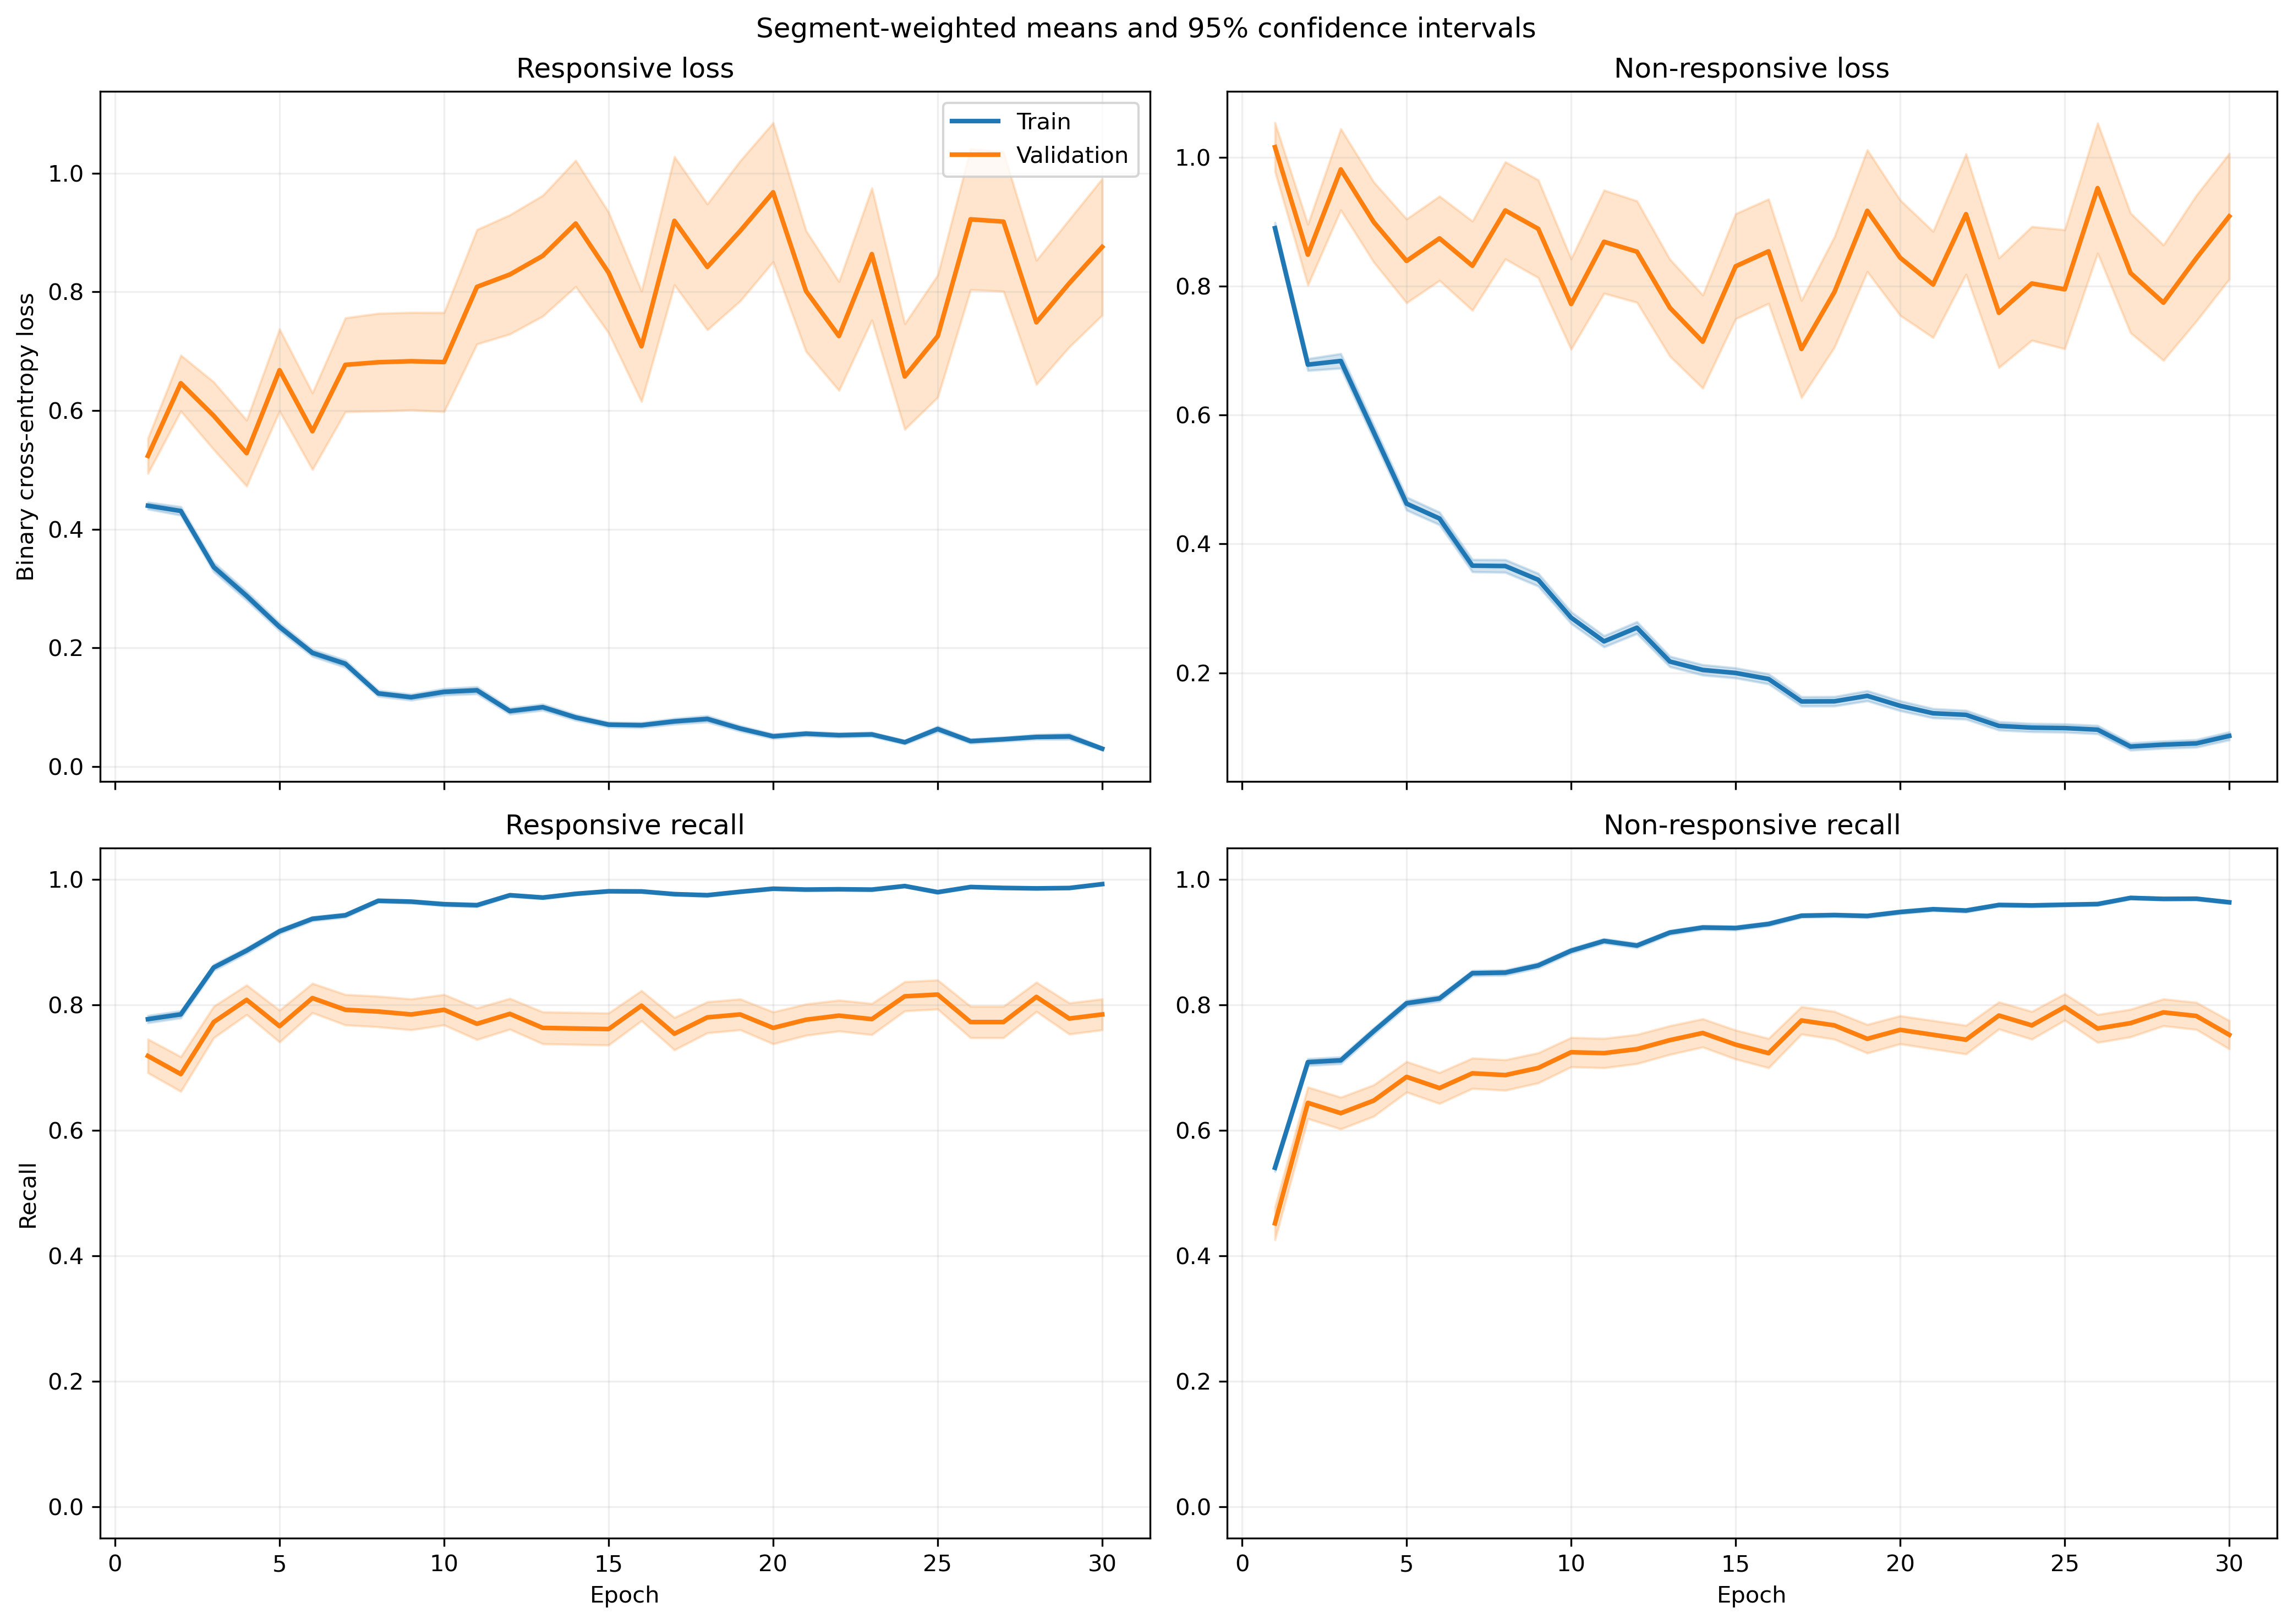 Segment-weighted means and 95% confidence intervals
Responsive loss
Non-responsive loss
Train
Validation
Binary cross-entropy loss
1.0
0.8
0.6
0.4
0.2
0.0
1.0
0.8
0.6
0.4
0.2
Responsive recall
Non-responsive recall
Recall
1.0
0.8
0.6
0.4
0.2
0.0
0 5 10 15 20 25 30
Epoch
1.0
0.8
0.6
0.4
0.2
0.0
0 5 10 15 20 25 30
Epoch